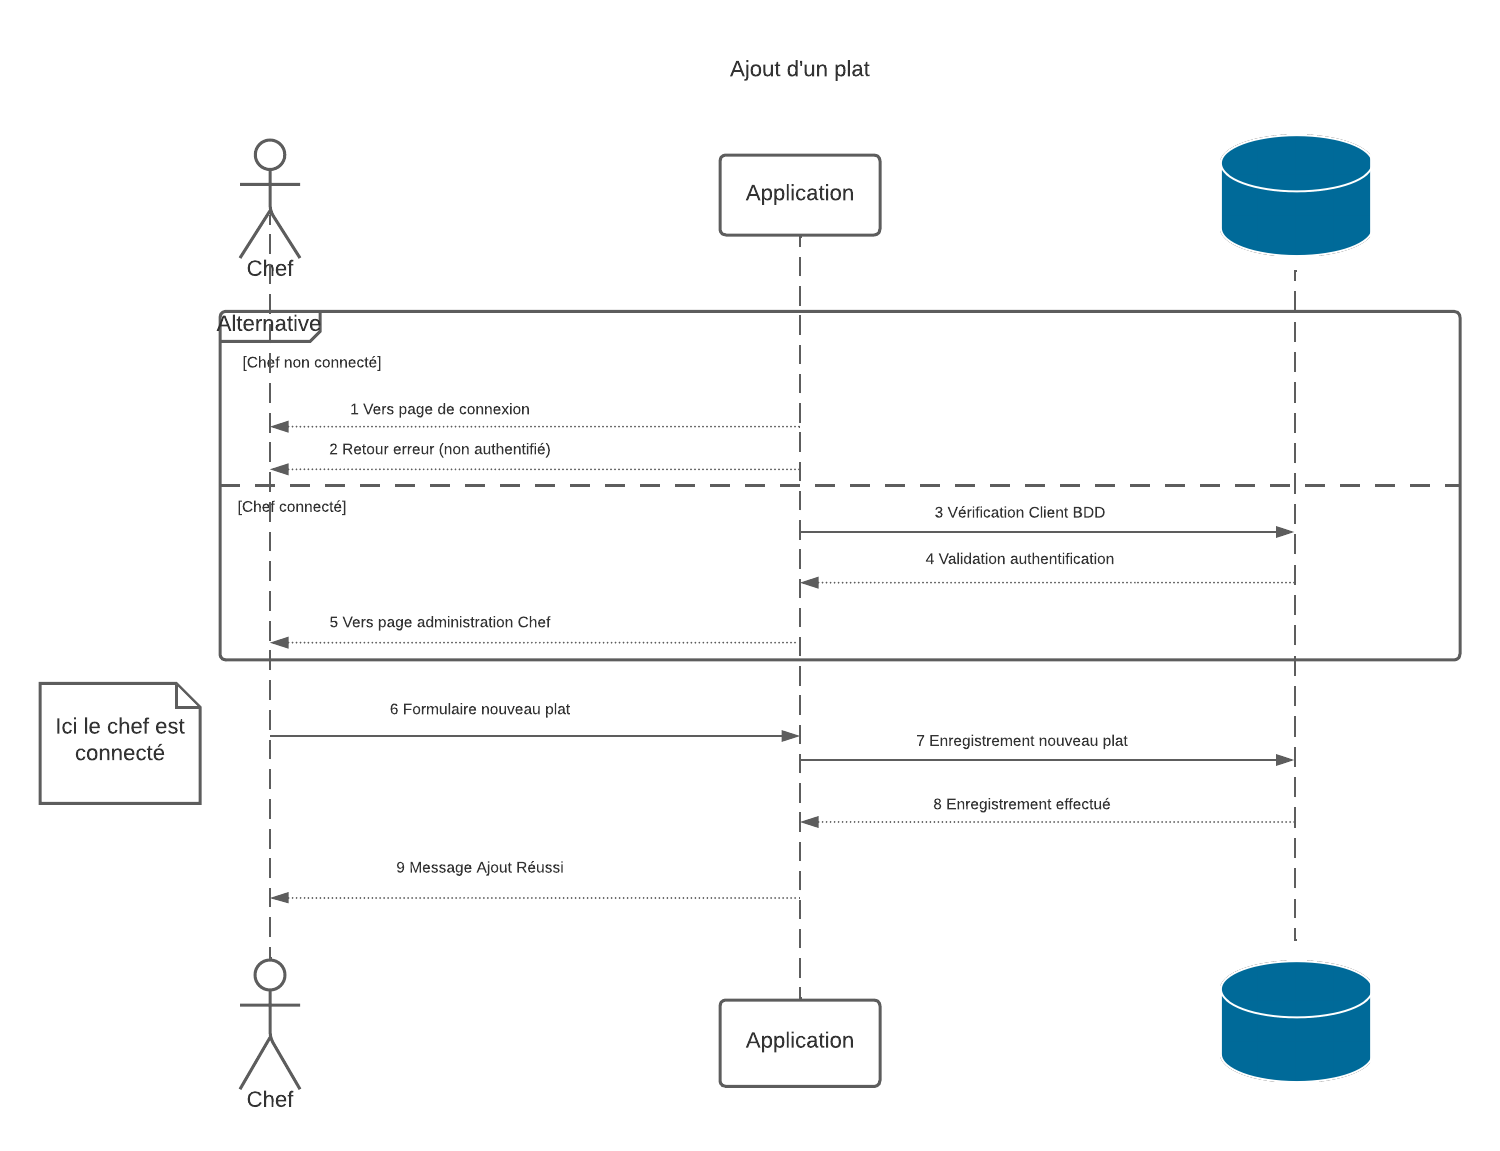 Ajout d'un plat
Chef
Application
Alternative
[Chef non connecté]
1 Vers page de connexion
2 Retour erreur (non authentifié)
[Chef connecté]
3 Vérification Client BDD
4 Validation authentification
5 Vers page administration Chef
Ici le chef est
connecté
6 Formulaire nouveau plat
7 Enregistrement nouveau plat
8 Enregistrement effectué
9 Message Ajout Réussi
Chef
Application